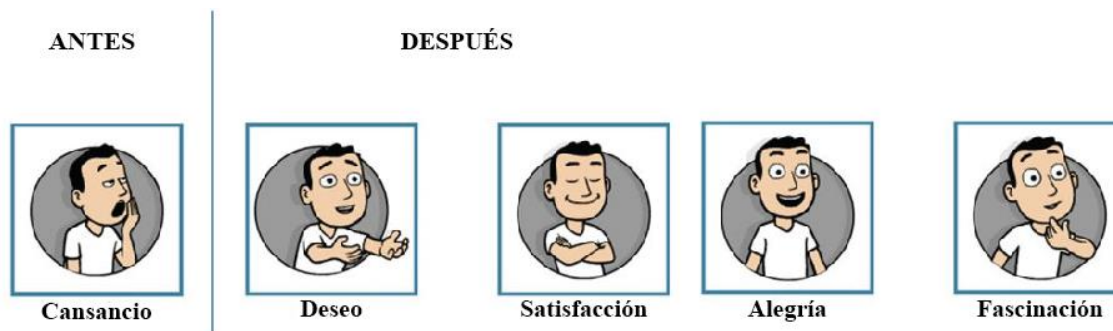 ANTES
DESPUÉS
Cansancio
Deseo
Satisfacción
Alegría
Fascinación